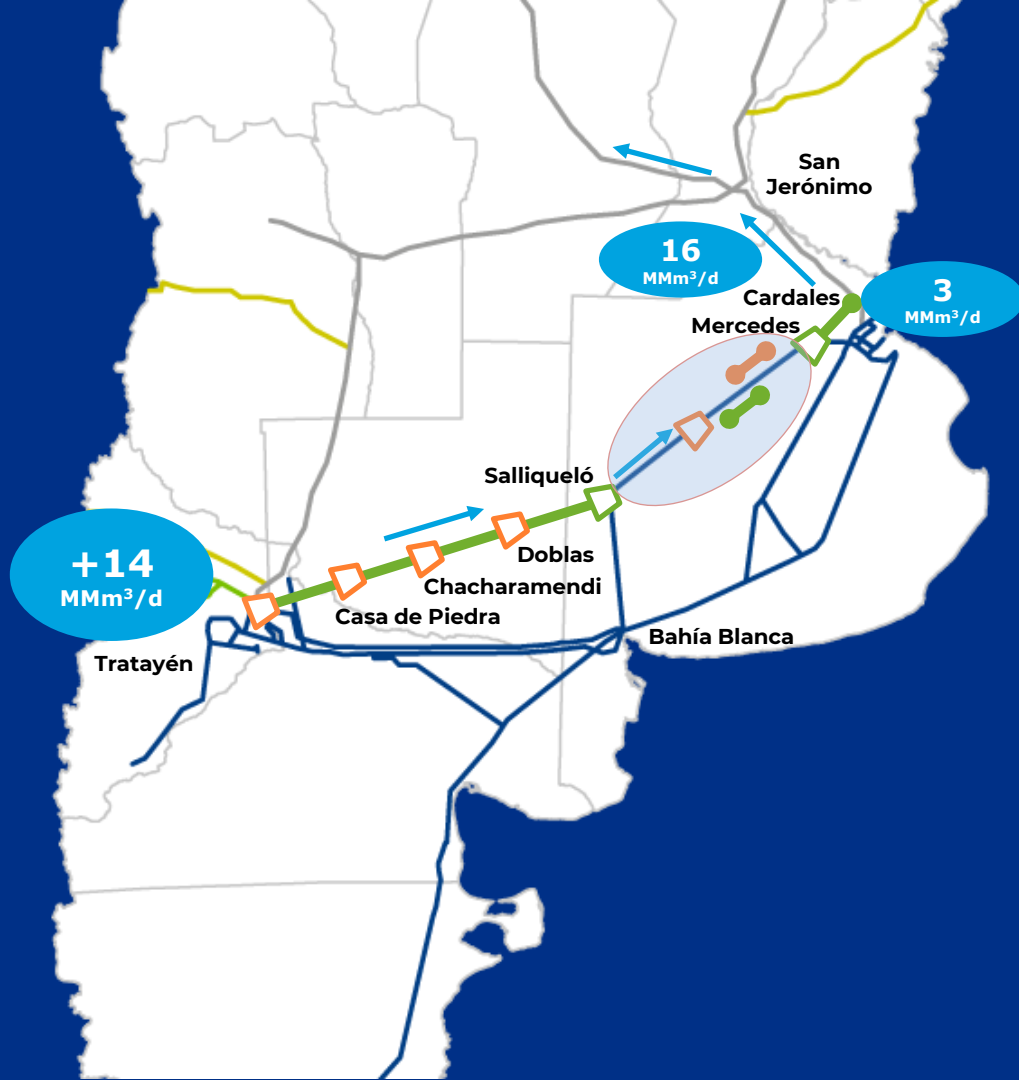 San
Jerónimo
16
MMm³/d
Cardales
3
MMm³/d
Mercedes
Salliqueló
+14
MMm³/d
Doblas
Chacharamendi
Casa de Piedra
Bahía Blanca
Tratayén